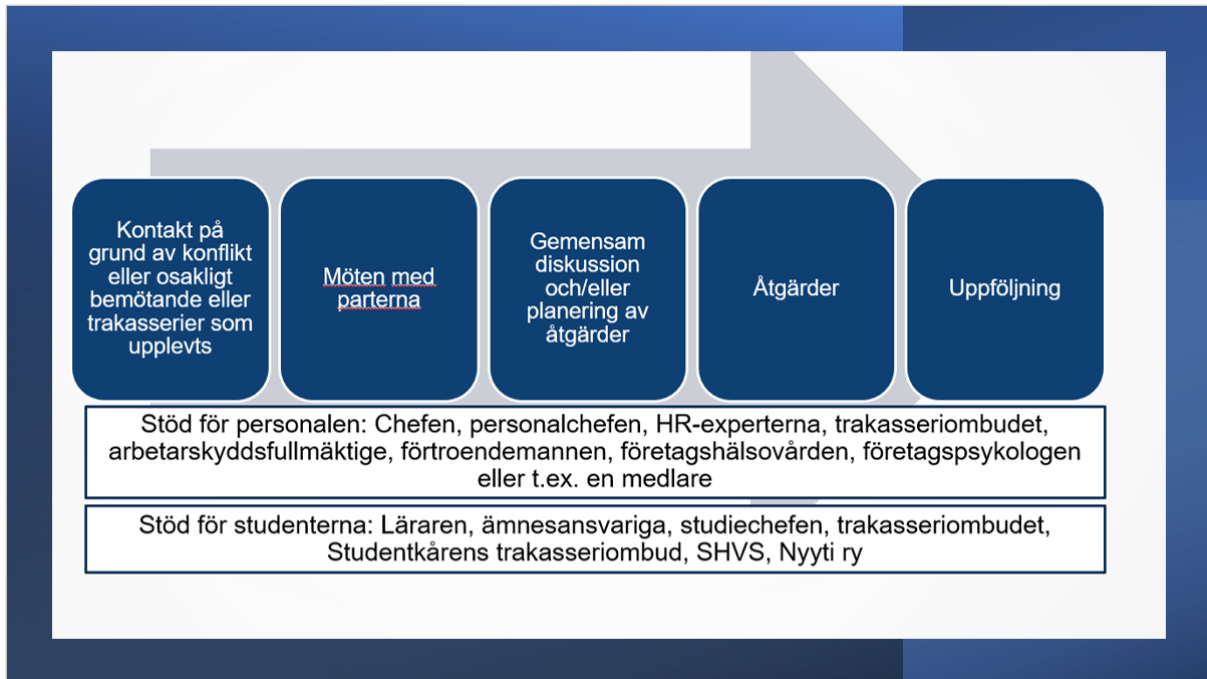 Kontakt på
grund av konflikt
eller osakligt
bemötande eller
trakasserier som
upplevts
Möten med
parterna
Gemensam
diskussion
och/eller
planering av
åtgärder
Åtgärder
Uppföljning
Stöd för personalen: Chefen, personalchefen, HR-experterna, trakasseriombudet,
arbetarskyddsfullmäktige, förtroendemannen, företagshälsovården, företagspsykologen
eller t.ex. en medlare
Stöd för studenterna: Läraren, ämnesansvariga, studiechefen, trakasseriombudet,
Studentkårens trakasseriombud, SHVS, Nyyti ry